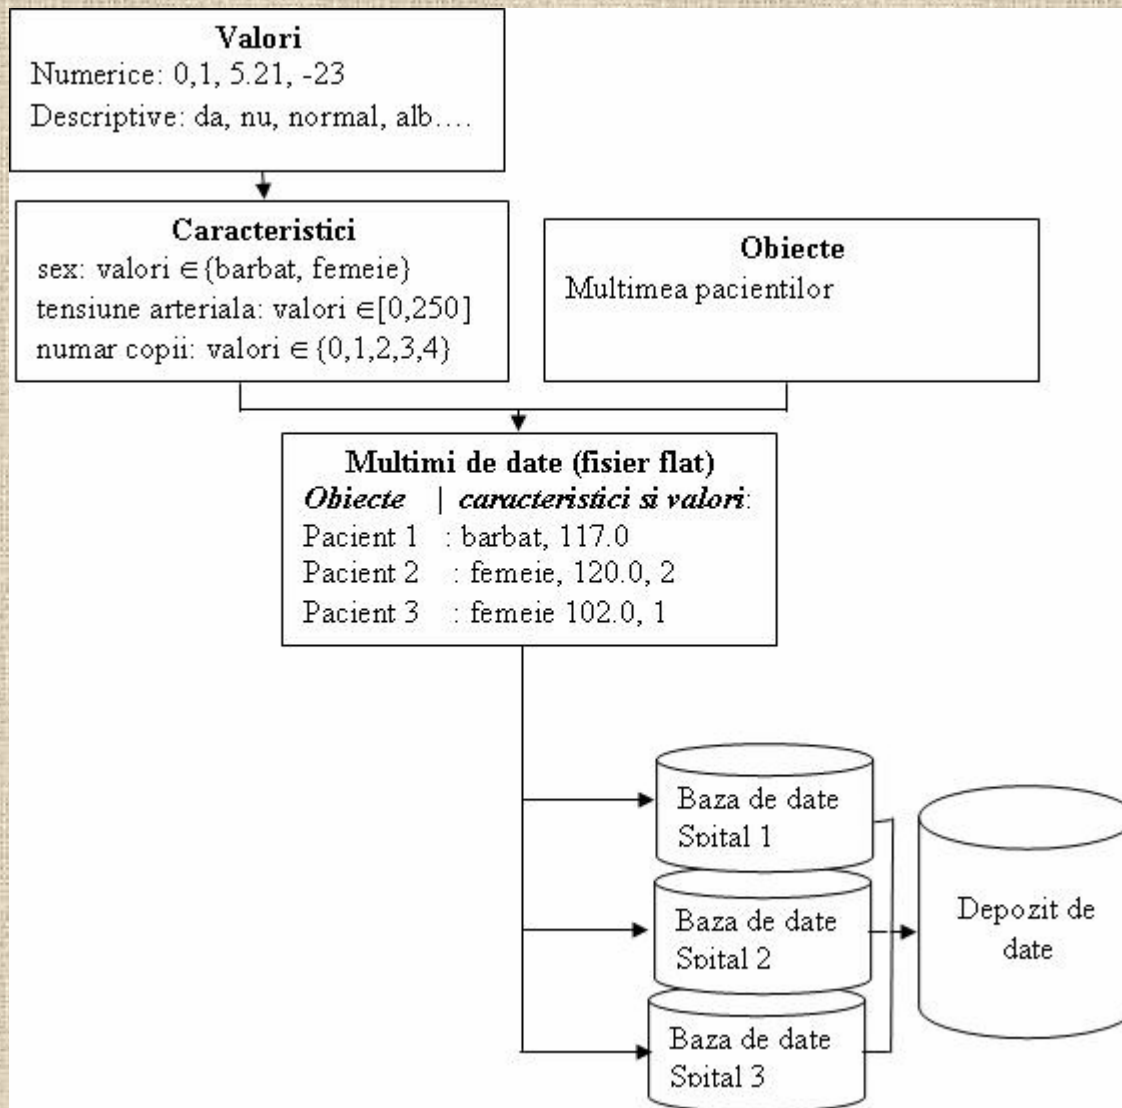 Valori
Numerice: 0,1, 5.21, -23
Descriptive: da, nu, normal, alb....
Caracteristici
sex: valori ∈{barbat, femeie}
tensiune arteriala: valori ∈[0,250]
numar copii: valori ∈ {0,1,2,3,4}
Obiecte
Multimea pacientilor
Multimi de date (fisier flat)
Obiecte | caracteristici si valori:
Pacient 1 : barbat, 117.0
Pacient 2 : femeie, 120.0, 2
Pacient 3 : femeie 102.0, 1
Baza de date
Spital 1
Baza de date
Spital 2
Baza de date
Spital 3
Depozit de
date